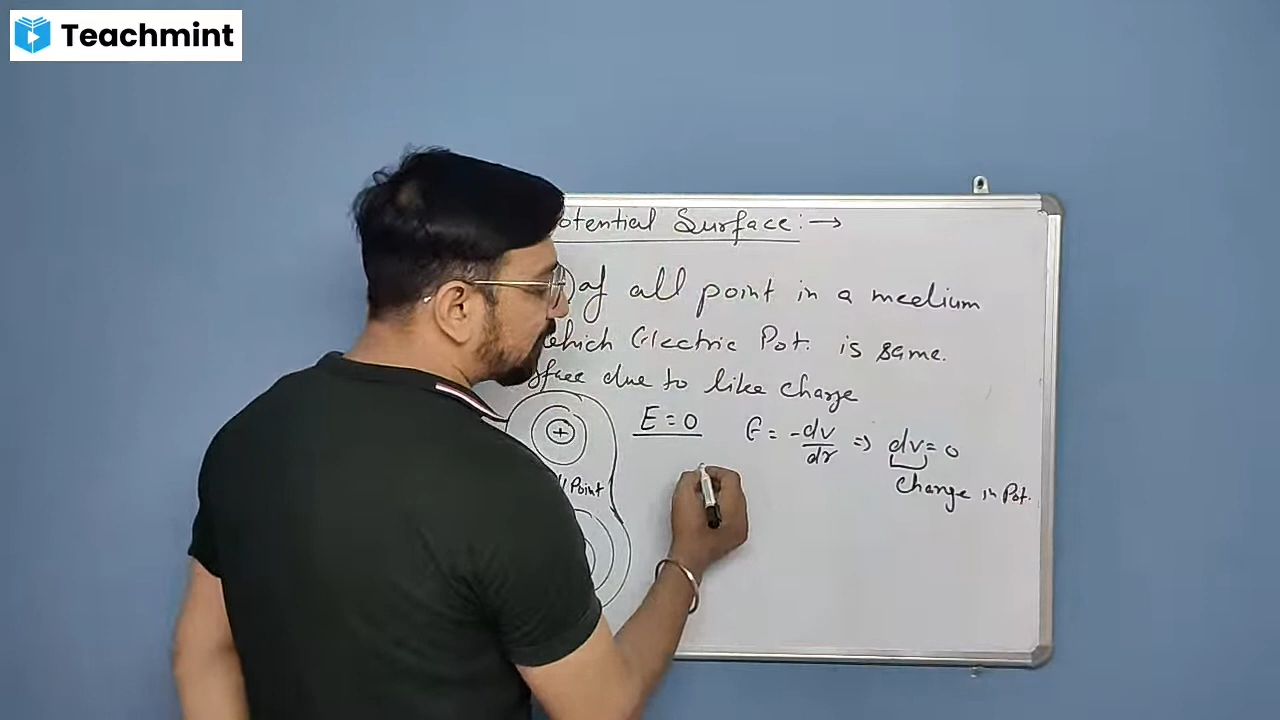 Teachmint
otential Surface:→
of all point in a medium
which Electric Pot. is same.
face due to like charge
E = 0
E = -dv/dr ⇒ dv = 0
+
Point
Change in Pot.